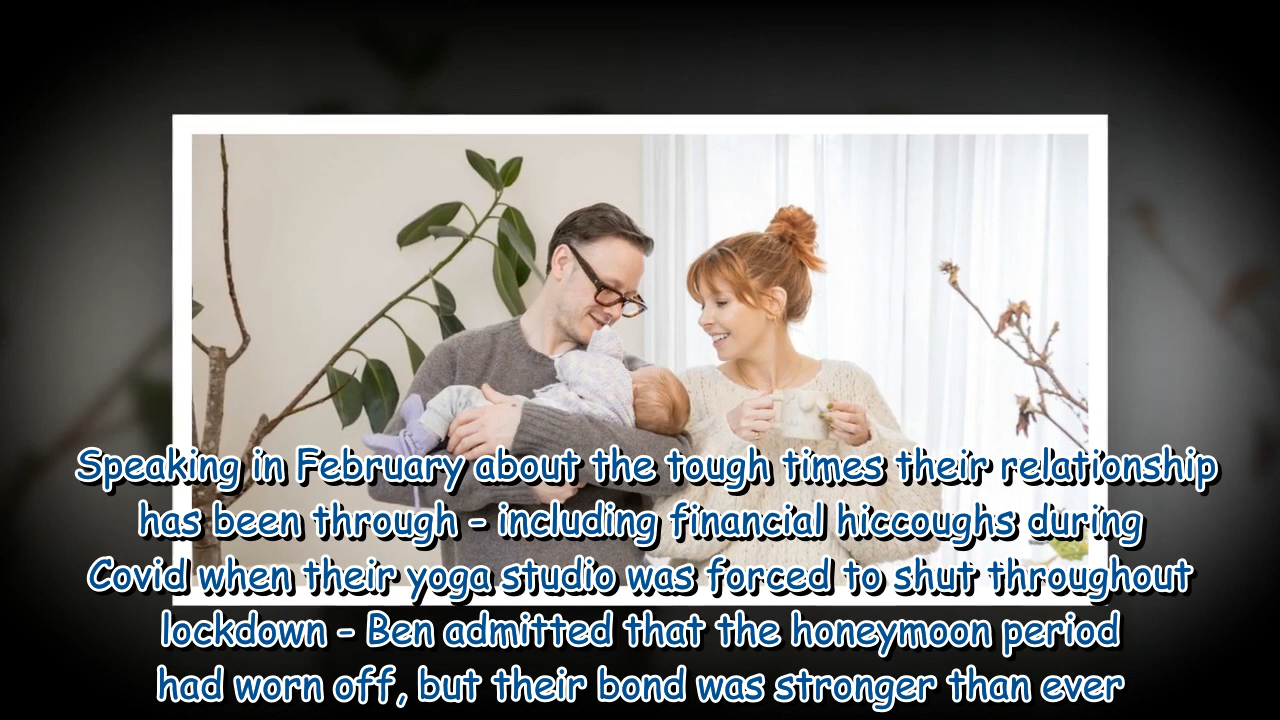 Speaking in February about the tough times their relationship
has been through - including financial hiccoughs during
Covid when their yoga studio was forced to shut throughout
lockdown - Ben admitted that the honeymoon period
had worn off, but their bond was stronger than ever